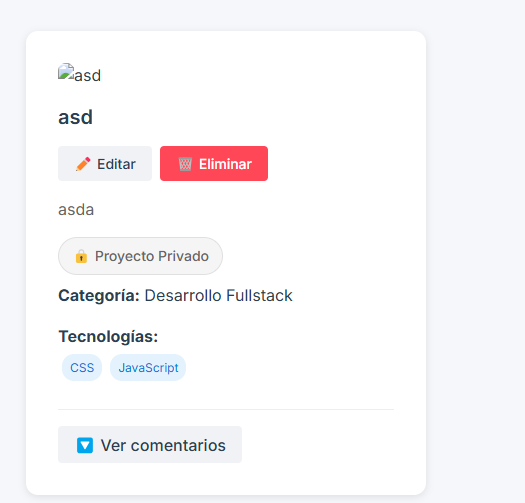 asd
asd
✏️ Editar 🗑️ Eliminar
asda
🔒 Proyecto Privado
Categoría: Desarrollo Fullstack
Tecnologías:
CSS JavaScript
🔽 Ver comentarios